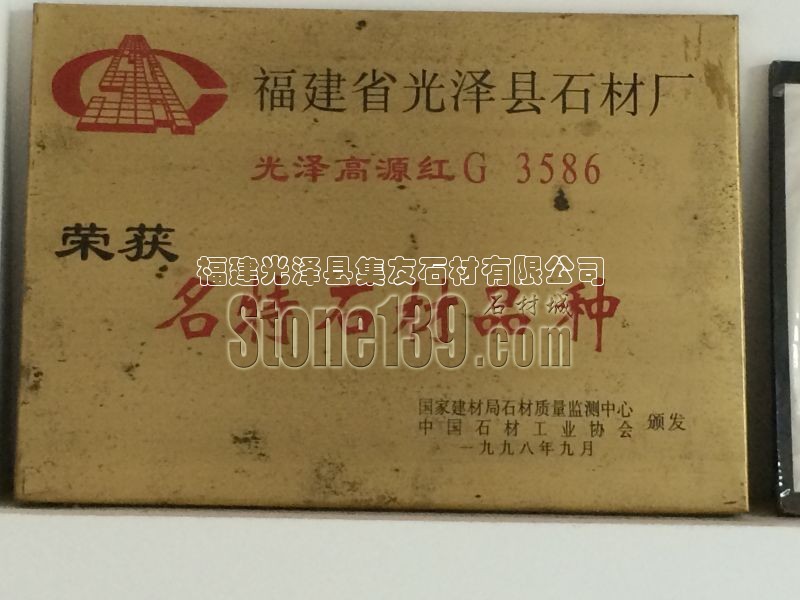 福建省光泽县石材厂
光泽高源红G 3586
荣获
福建光泽县集友石材有限公司
名特石材品种
石材城
Stone139.com
国家建材局石材质量监测中心
中国石材工业协会 颁发
一九九八年九月